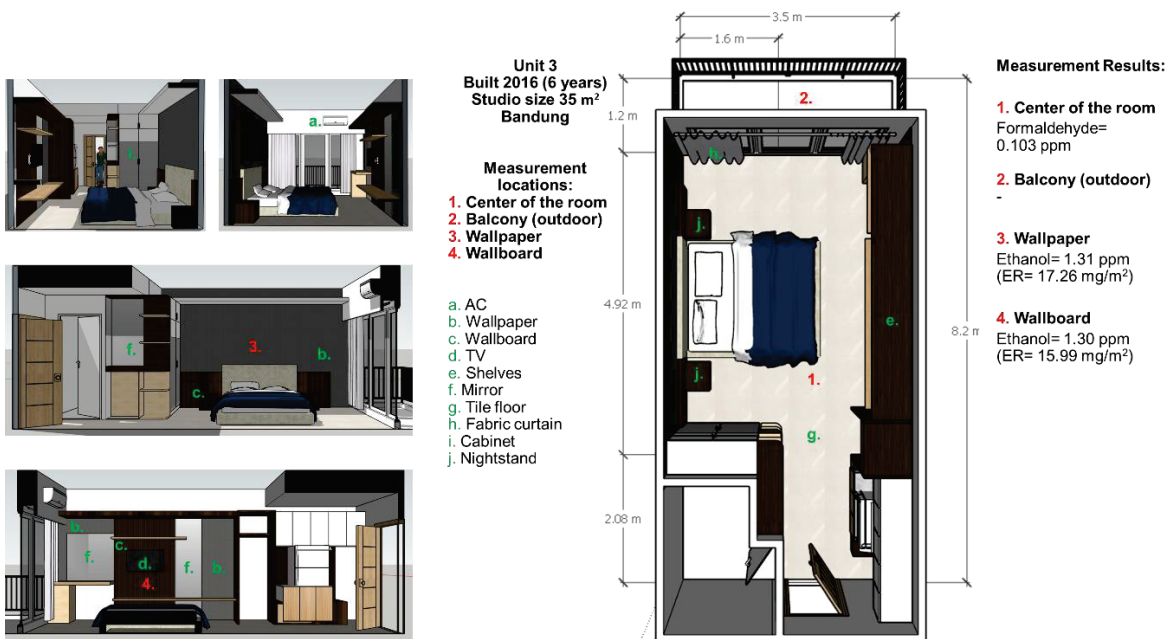 Unit 3
Built 2016 (6 years)
Studio size 35 m²
Bandung
Measurement
locations:
1. Center of the room
2. Balcony (outdoor)
3. Wallpaper
4. Wallboard
a. AC
b. Wallpaper
c. Wallboard
d. TV
e. Shelves
f. Mirror
g. Tile floor
h. Fabric curtain
i. Cabinet
j. Nightstand
i.
a.
f.
3.
b.
c.
b.
f.
c.
d.
4.
f.
b.
3.5 m
1.6 m
1.2 m
4.92 m
2.08 m
8.2 m
2.
h.
j.
e.
j.
1.
g.
Measurement Results:
1. Center of the room
Formaldehyde=
0.103 ppm
2. Balcony (outdoor)
-
3. Wallpaper
Ethanol= 1.31 ppm
(ER= 17.26 mg/m²)
4. Wallboard
Ethanol= 1.30 ppm
(ER= 15.99 mg/m²)